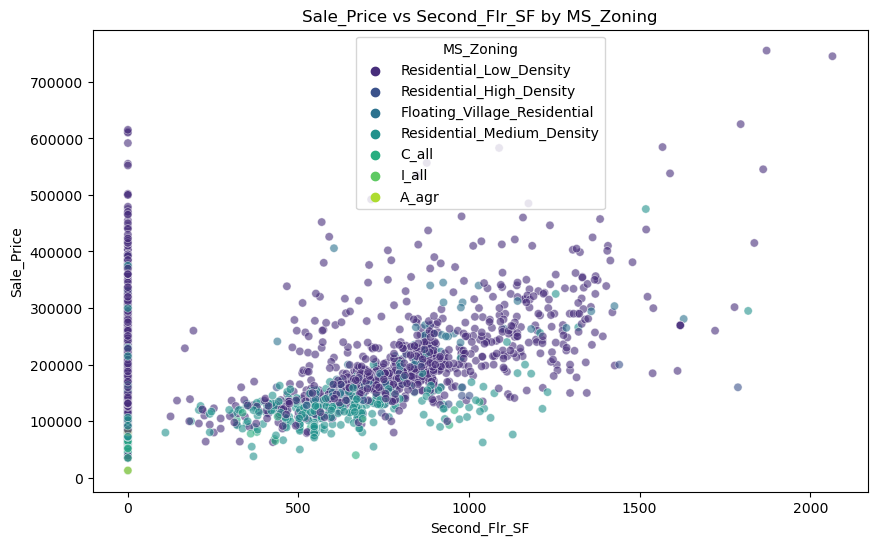 Sale_Price vs Second_Flr_SF by MS_Zoning
MS_Zoning
Residential_Low_Density
Residential_High_Density
Floating_Village_Residential
Residential_Medium_Density
C_all
I_all
A_agr
Sale_Price
700000
600000
500000
400000
300000
200000
100000
0
0
500
1000
1500
2000
Second_Flr_SF